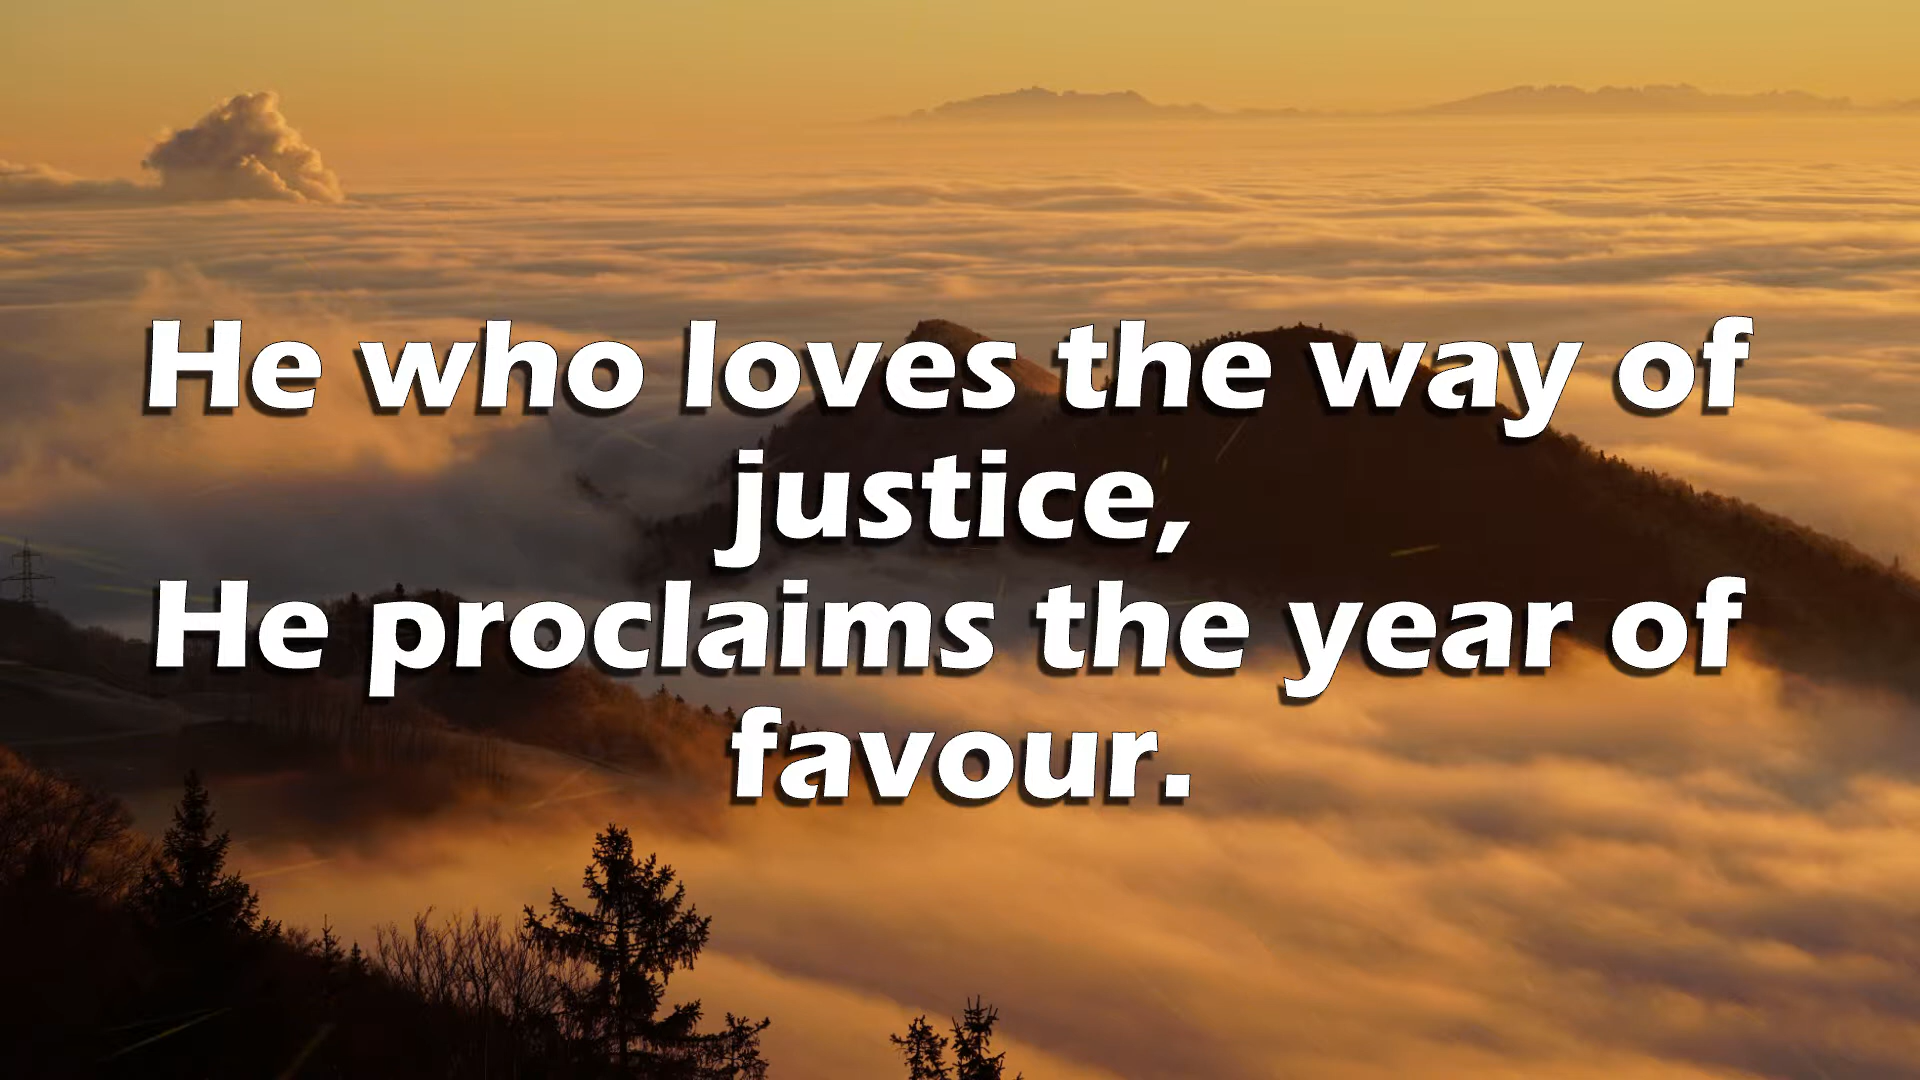 He who loves the way of
justice,
He proclaims the year of
favour.